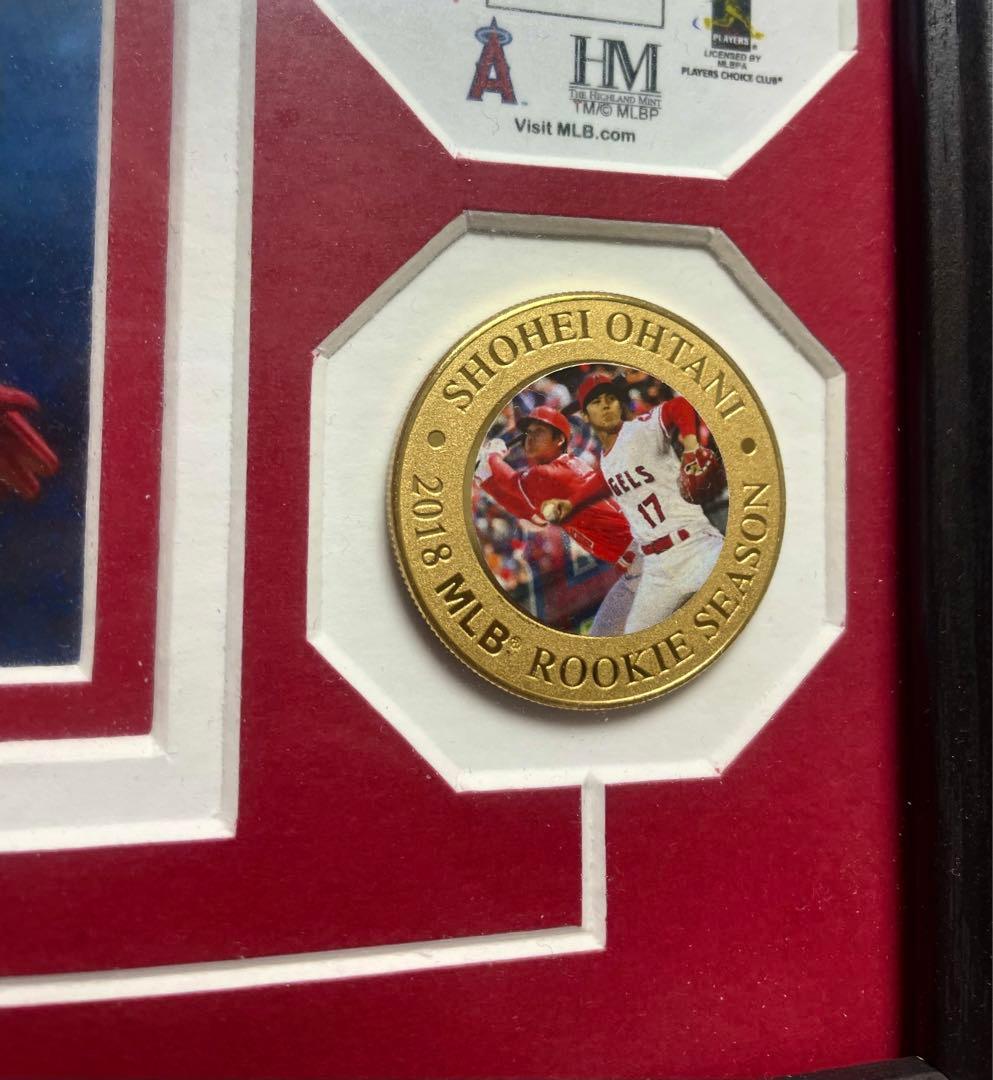 A
HM
THE HIGHLAND MINT
TM/© MLBP
Visit MLB.com
PLAYERS®
LICENSED BY
MLBPA
PLAYERS CHOICE CLUB®
SHOHEI OHTANI
2018 MLB® ROOKIE SEASON
GELS
17